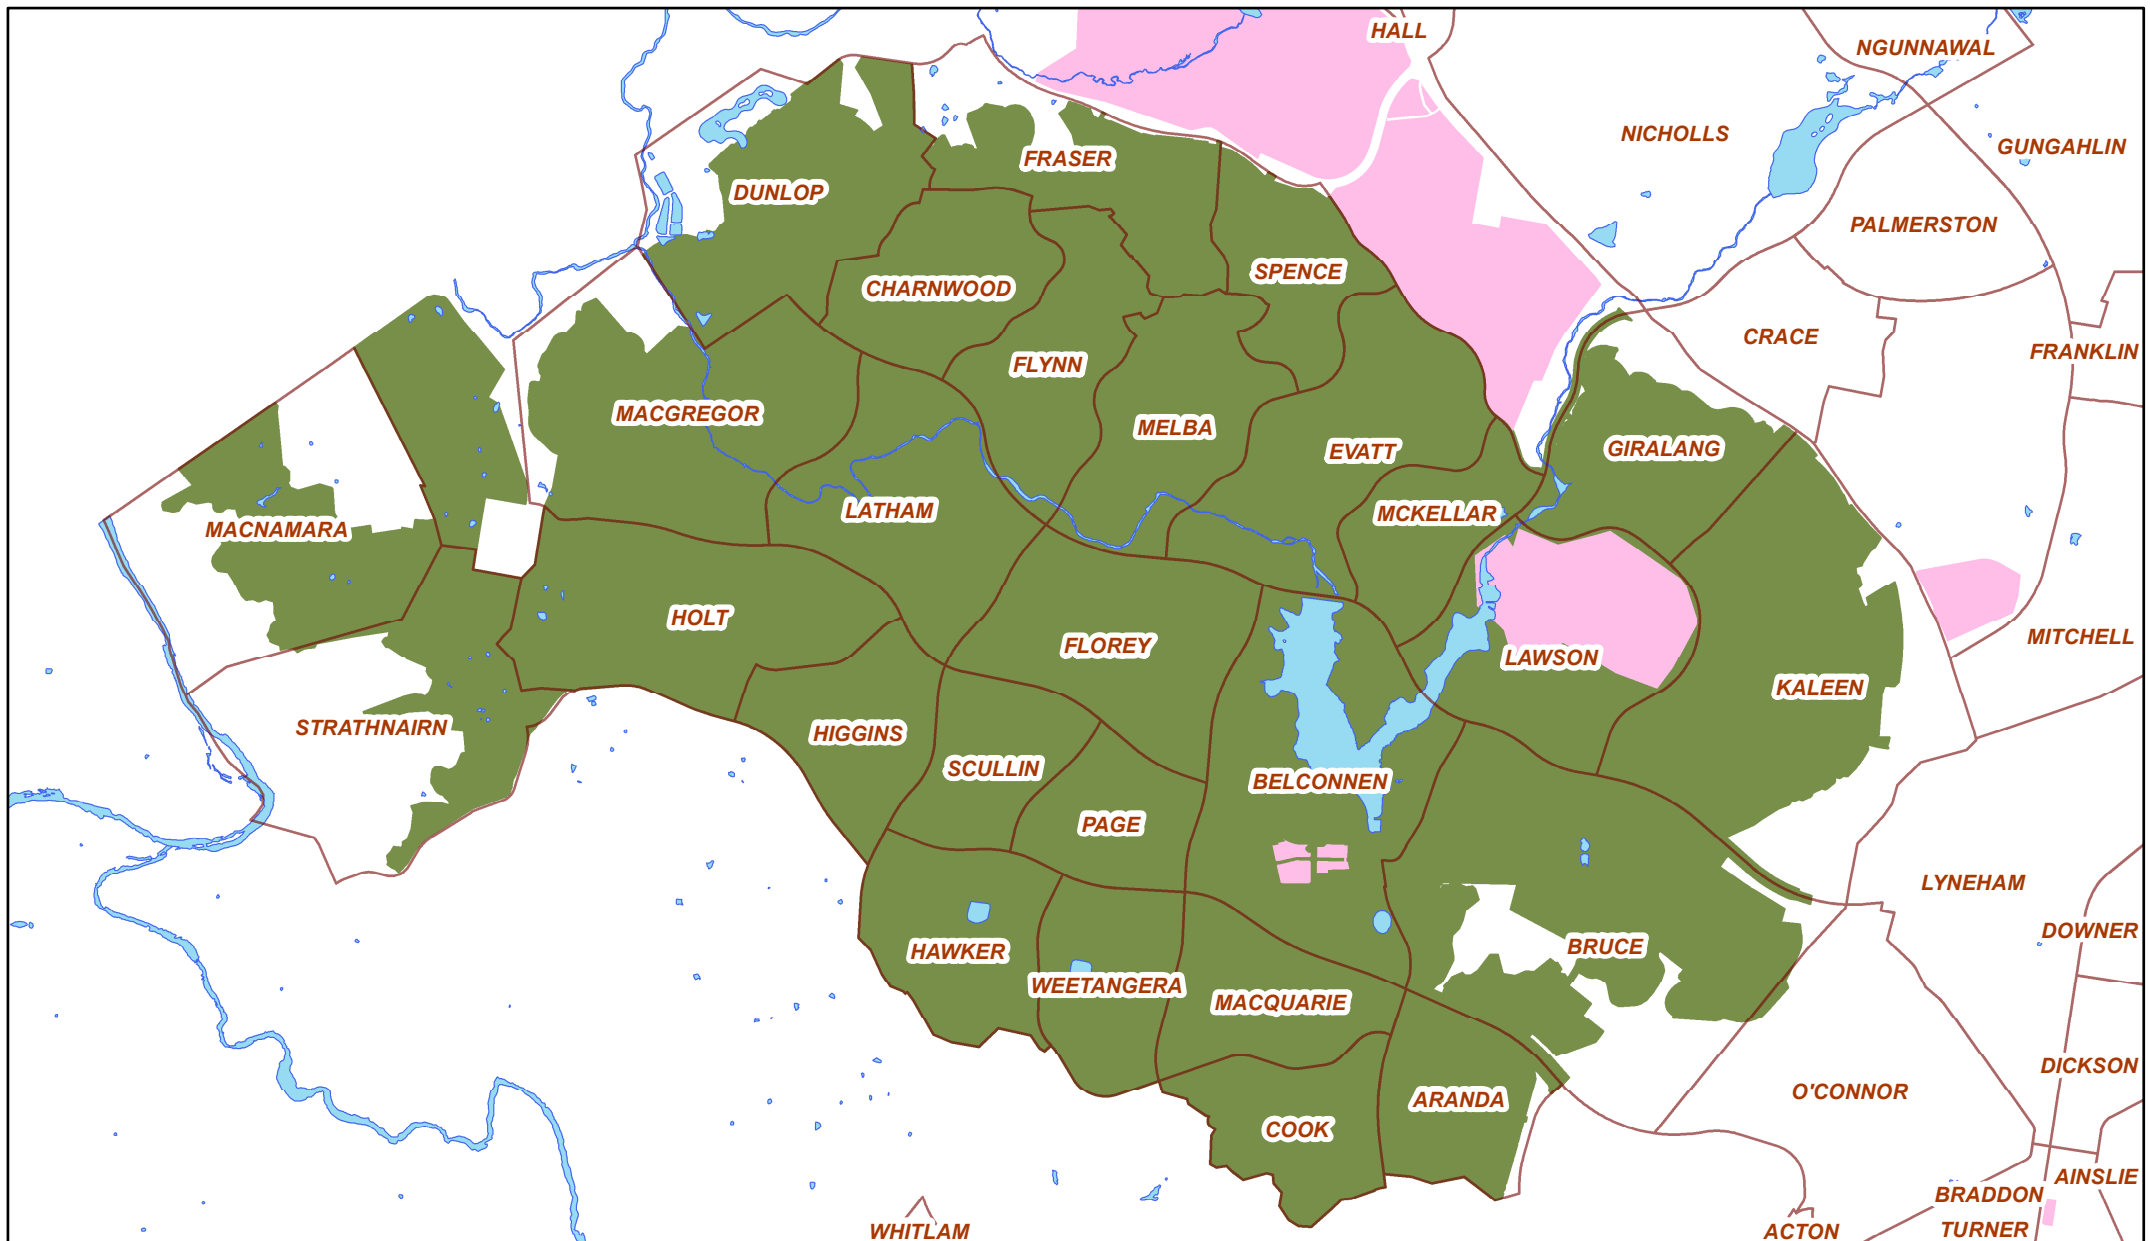 HALL
NGUNNAWAL
NICHOLLS
GUNGAHLIN
FRASER
DUNLOP
PALMERSTON
SPENCE
CHARNWOOD
CRACE
FRANKLIN
FLYNN
MACGREGOR
MELBA
EVATT
GIRALANG
LATHAM
MCKELLAR
MACNAMARA
HOLT
MITCHELL
FLOREY
LAWSON
KALEEN
STRATHNAIRN
HIGGINS
SCULLIN
BELCONNEN
PAGE
LYNEHAM
DOWNER
HAWKER
BRUCE
WEETANGERA
MACQUARIE
DICKSON
O'CONNOR
ARANDA
COOK
AINSLIE
BRADDON
WHITLAM
ACTON
TURNER